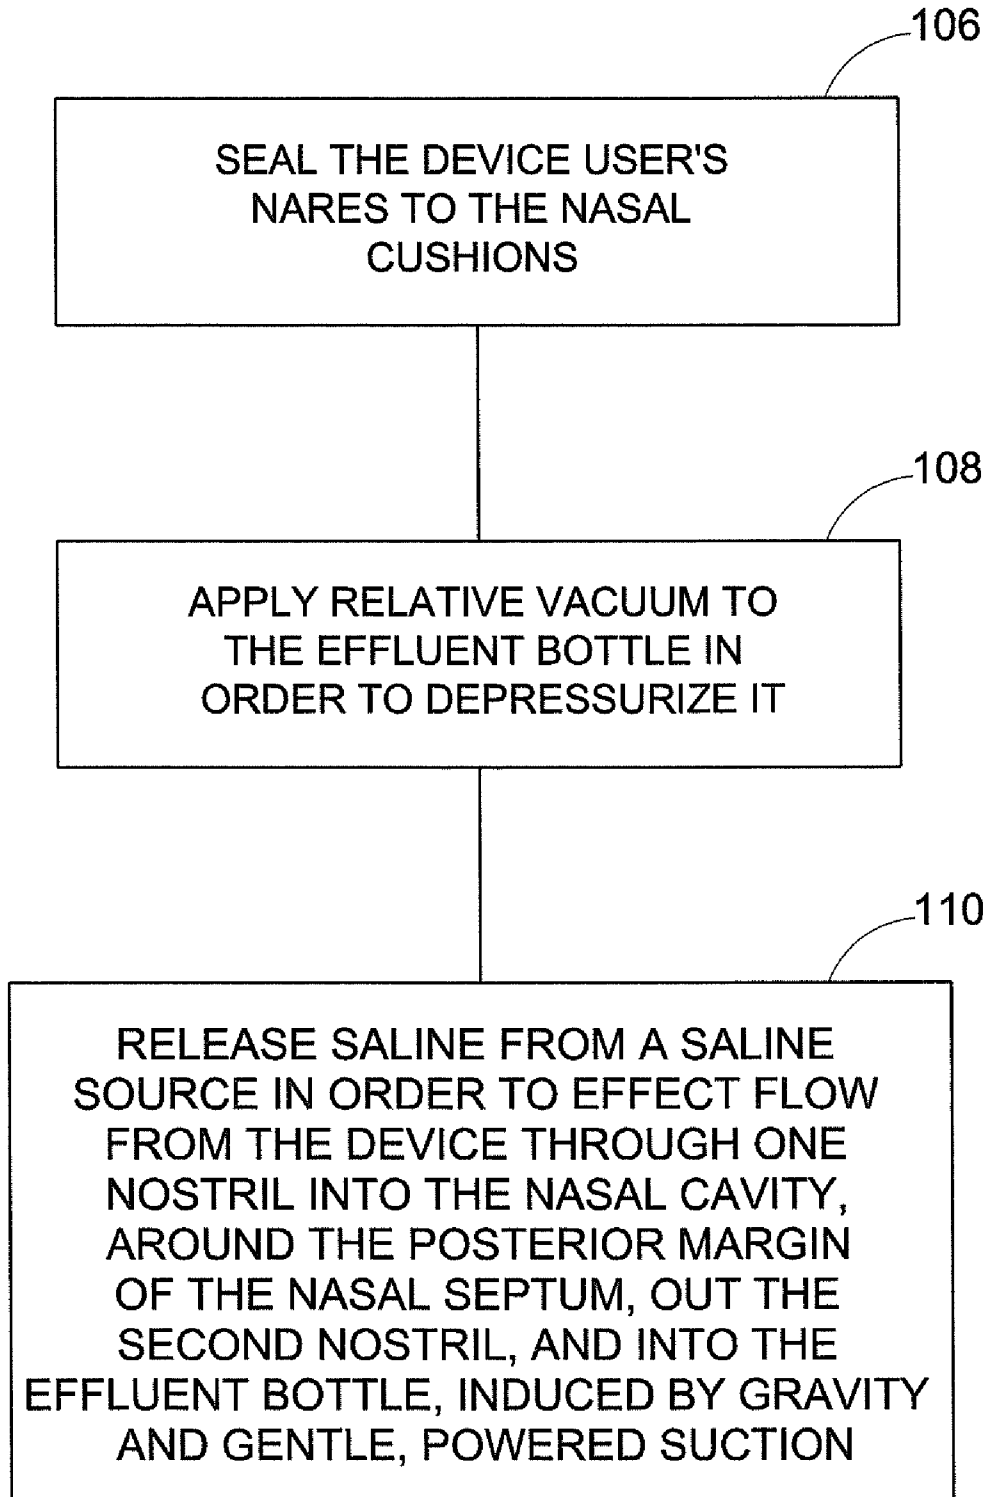 106
SEAL THE DEVICE USER'S
NARES TO THE NASAL
CUSHIONS
108
APPLY RELATIVE VACUUM TO
THE EFFLUENT BOTTLE IN
ORDER TO DEPRESSURIZE IT
110
RELEASE SALINE FROM A SALINE
SOURCE IN ORDER TO EFFECT FLOW
FROM THE DEVICE THROUGH ONE
NOSTRIL INTO THE NASAL CAVITY,
AROUND THE POSTERIOR MARGIN
OF THE NASAL SEPTUM, OUT THE
SECOND NOSTRIL, AND INTO THE
EFFLUENT BOTTLE, INDUCED BY GRAVITY
AND GENTLE, POWERED SUCTION